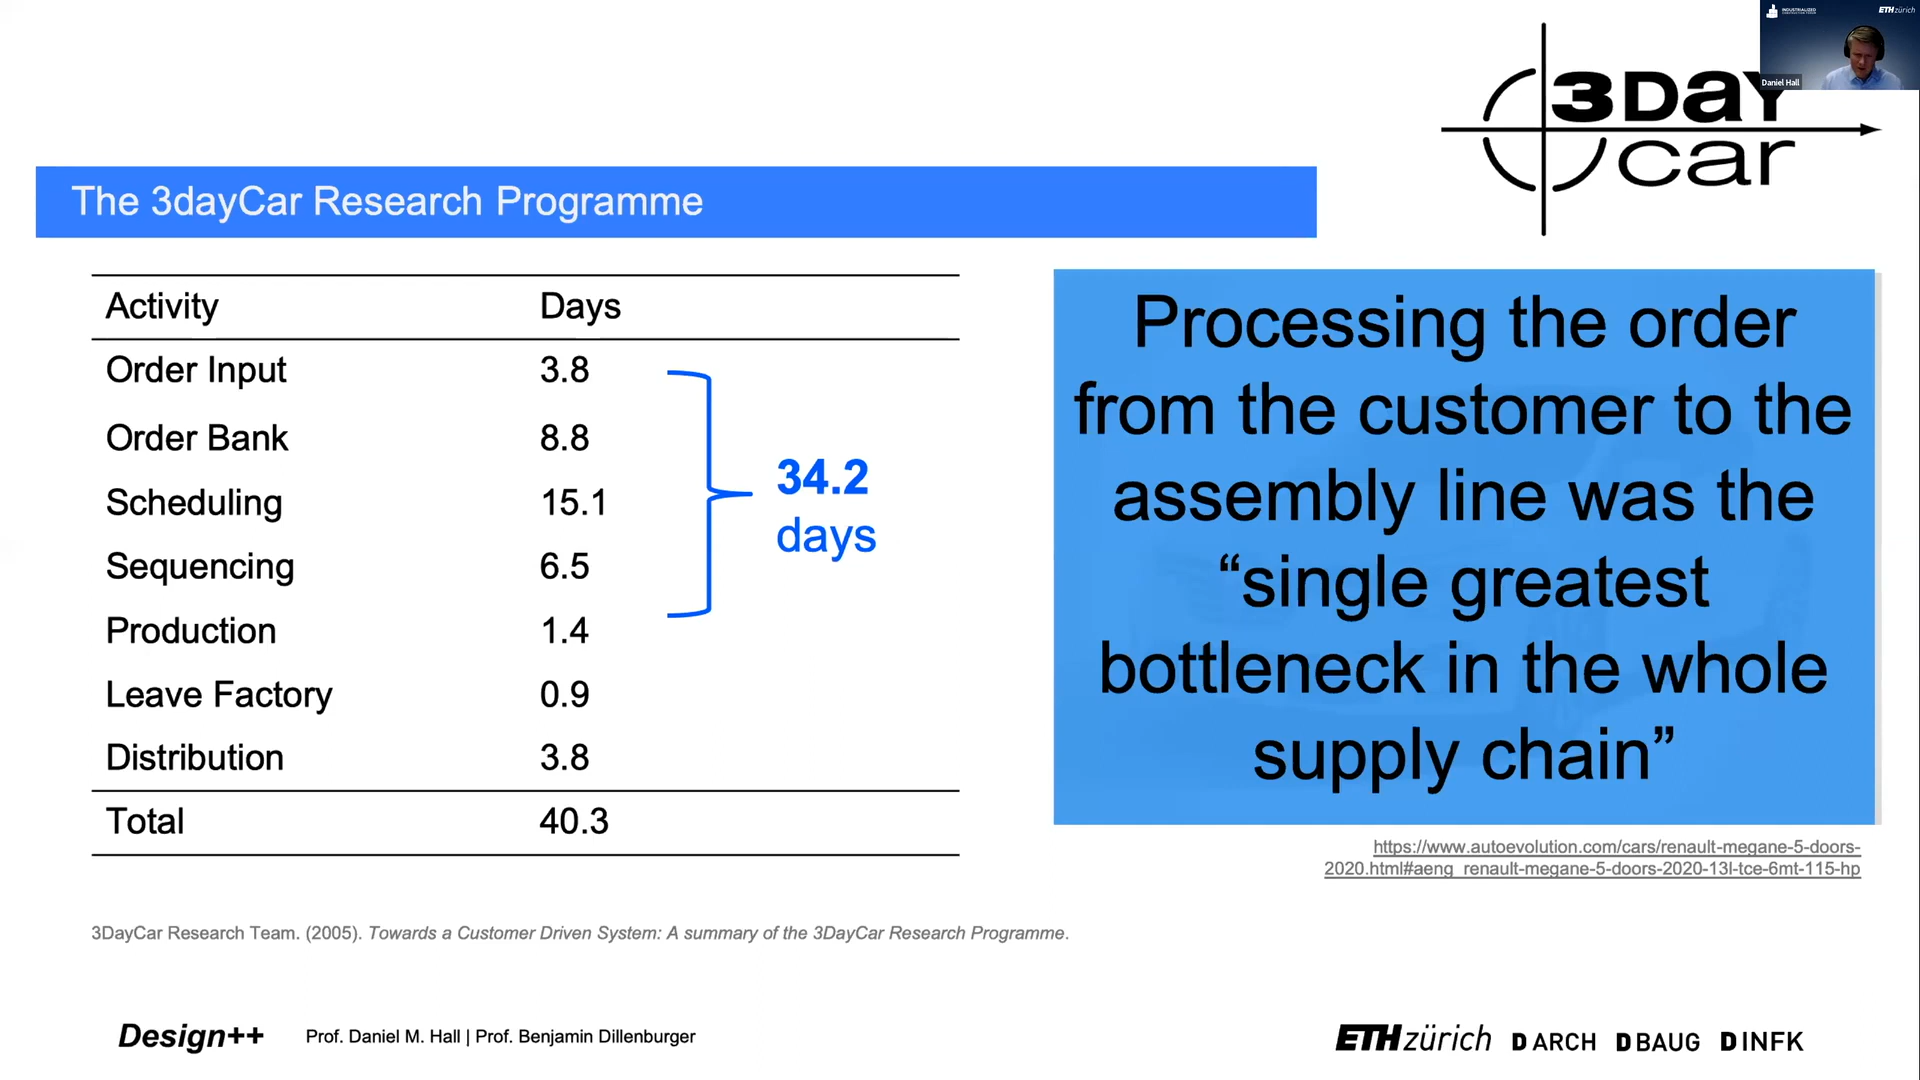 INDUSTRIALIZED
ETH zürich
Daniel Hall
3DAY
car
The 3dayCar Research Programme
Activity Days
Order Input 3.8
Order Bank 8.8
Scheduling 15.1
Sequencing 6.5
Production 1.4
Leave Factory 0.9
Distribution 3.8
Total 40.3
34.2
days
Processing the order
from the customer to the
assembly line was the
“single greatest
bottleneck in the whole
supply chain”
https://www.autoevolution.com/cars/renault-megane-5-doors-
2020.html#aeng_renault-megane-5-doors-2020-13l-tce-6mt-115-hp
3DayCar Research Team. (2005). Towards a Customer Driven System: A summary of the 3DayCar Research Programme.
Design++ Prof. Daniel M. Hall | Prof. Benjamin Dillenburger
ETH zürich D ARCH D BAUG D INFK